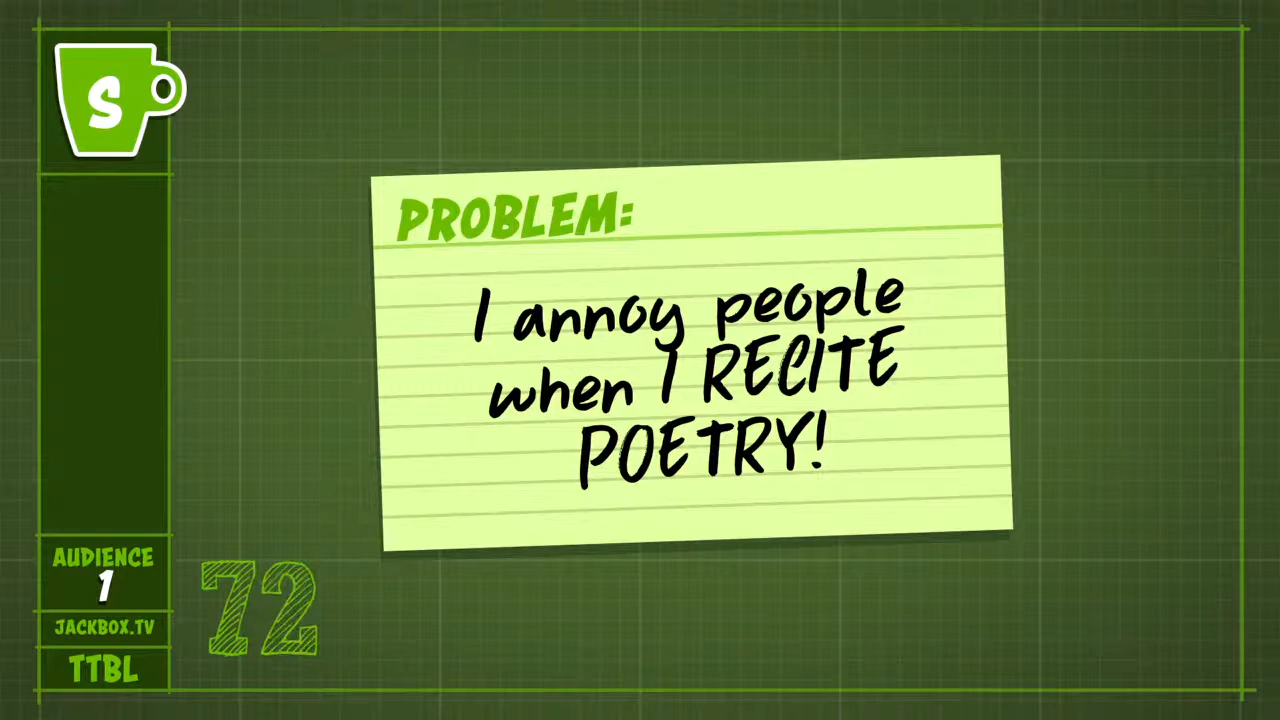 S
PROBLEM:
I annoy people
when I RECITE
POETRY!
AUDIENCE
1
JACKBOX.TV
TTBL
72